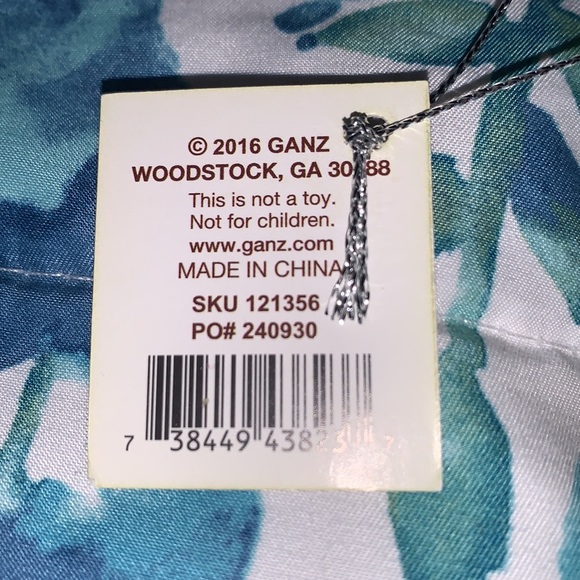 © 2016 GANZ
WOODSTOCK, GA
This is not a toy.
Not for children.
www.ganz.com
MADE IN CHINA
SKU 121356
PO# 240930
7 38449